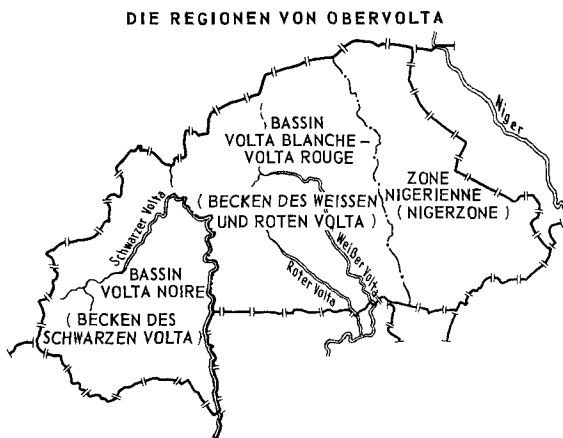 DIE REGIONEN VON OBERVOLTA
Niger
BASSIN
VOLTA BLANCHE-
VOLTA ROUGE
ZONE
NIGERIENNE
(NIGERZONE)
(BECKEN DES WEISSEN
UND ROTEN VOLTA)
Schwarzer Volta
Weißer Volta
Roter Volta
BASSIN
VOLTA NOIRE
(BECKEN DES
SCHWARZEN VOLTA)